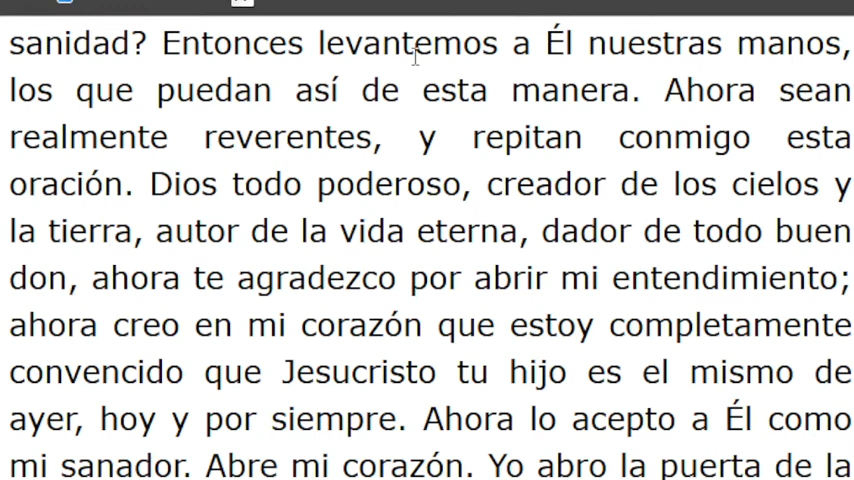 sanidad? Entonces levantemos a Él nuestras manos,
los que puedan así de esta manera. Ahora sean
realmente reverentes, y repitan conmigo esta
oración. Dios todo poderoso, creador de los cielos y
la tierra, autor de la vida eterna, dador de todo buen
don, ahora te agradezco por abrir mi entendimiento;
ahora creo en mi corazón que estoy completamente
convencido que Jesucristo tu hijo es el mismo de
ayer, hoy y por siempre. Ahora lo acepto a Él como
mi sanador. Abre mi corazón. Yo abro la puerta de la